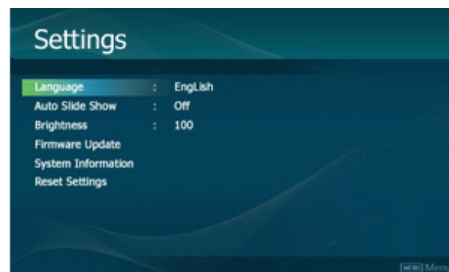 Settings
Language : EngLish
Auto Slide Show : Off
Brightness : 100
Firmware Update
System Information
Reset Settings
MENU Menu